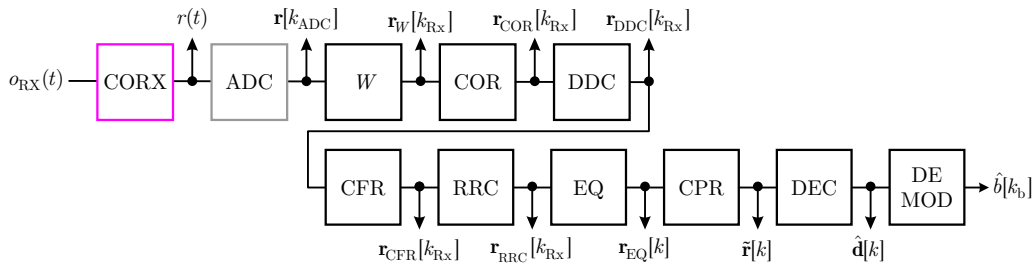 r(t) 𝐫[k_ADC] 𝐫_W[k_Rx] 𝐫_COR[k_Rx] 𝐫_DDC[k_Rx]
o_RX(t) CORX ADC W COR DDC
CFR RRC EQ CPR DEC DE MOD b̂[k_b]
𝐫_CFR[k_Rx] 𝐫_RRC[k_Rx] 𝐫_EQ[k] 𝐫̃[k] 𝐝̂[k]